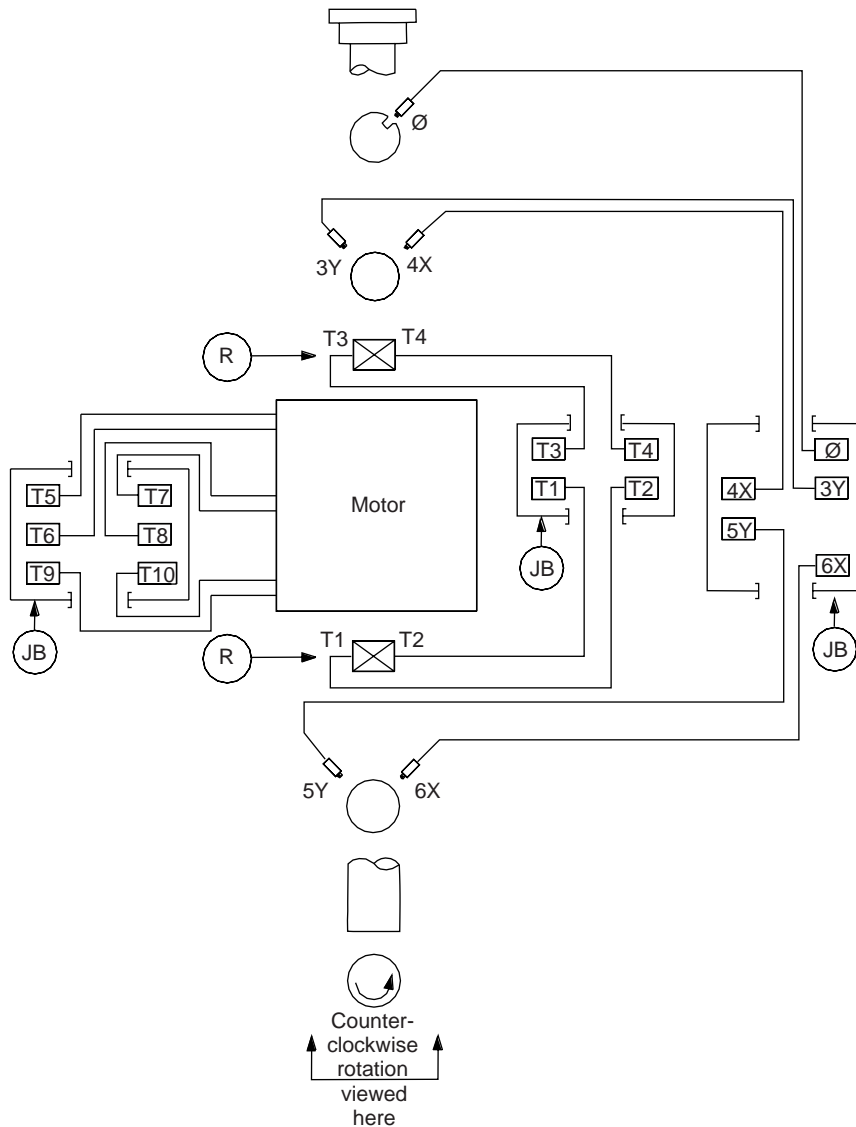 Ø
3Y 4X
T3 T4
R
T3 T4 Ø
T5 T7 T1 T2 4X 3Y
Motor
T6 T8 5Y
T9 T10 JB 6X
JB T1 T2 JB
R
5Y 6X
Counter-
clockwise
rotation
viewed
here